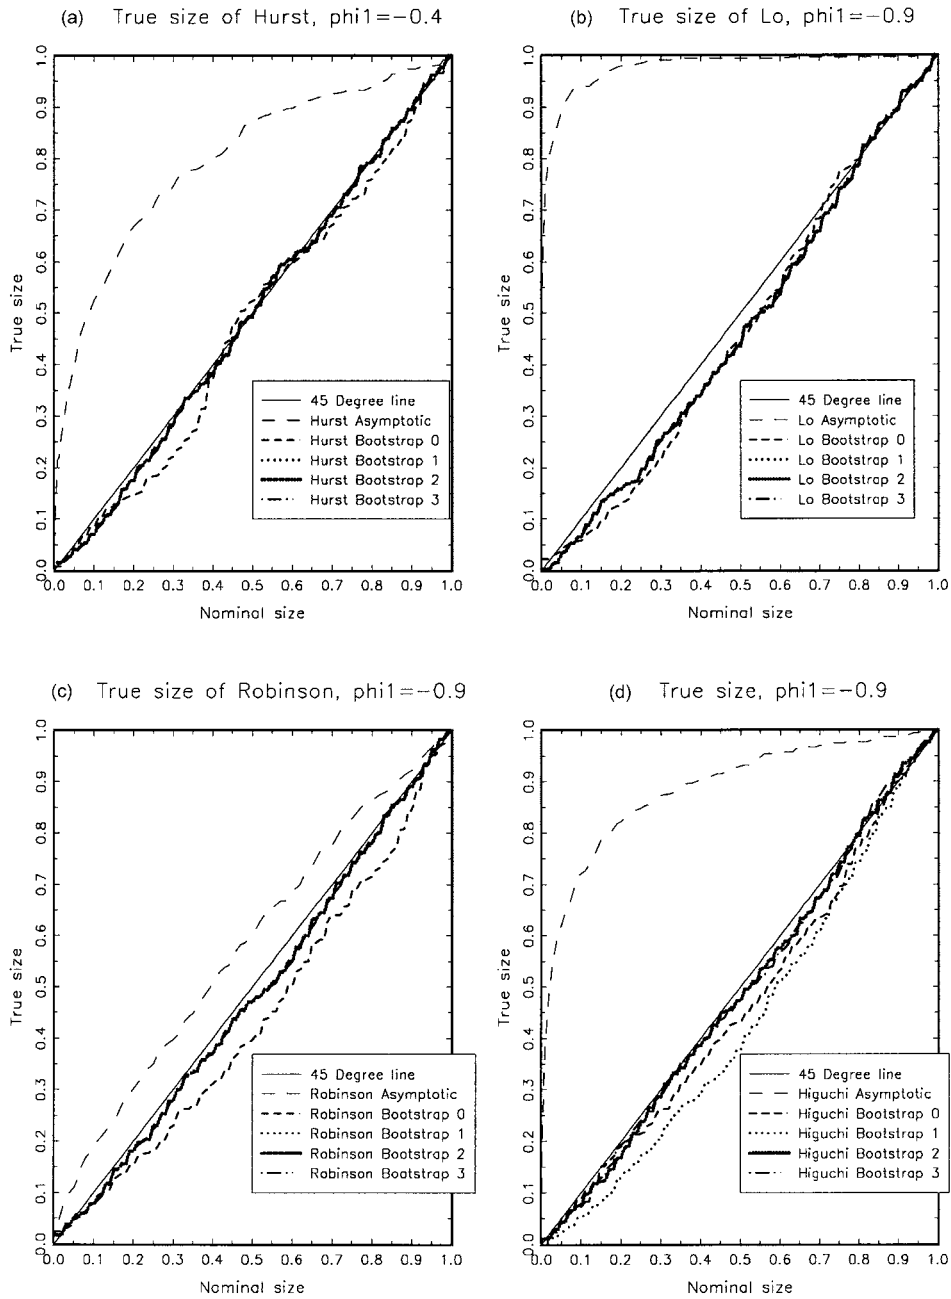 (a) True size of Hurst, phi1=−0.4
True size
1.0
0.9
0.8
0.7
0.6
0.5
0.4
0.3
0.2
0.1
0.0
45 Degree line
Hurst Asymptotic
Hurst Bootstrap 0
Hurst Bootstrap 1
Hurst Bootstrap 2
Hurst Bootstrap 3
0.0 0.1 0.2 0.3 0.4 0.5 0.6 0.7 0.8 0.9 1.0
Nominal size
(b) True size of Lo, phi1=−0.9
True size
1.0
0.9
0.8
0.7
0.6
0.5
0.4
0.3
0.2
0.1
0.0
45 Degree line
Lo Asymptotic
Lo Bootstrap 0
Lo Bootstrap 1
Lo Bootstrap 2
Lo Bootstrap 3
0.0 0.1 0.2 0.3 0.4 0.5 0.6 0.7 0.8 0.9 1.0
Nominal size
(c) True size of Robinson, phi1=−0.9
True size
1.0
0.9
0.8
0.7
0.6
0.5
0.4
0.3
0.2
0.1
0.0
45 Degree line
Robinson Asymptotic
Robinson Bootstrap 0
Robinson Bootstrap 1
Robinson Bootstrap 2
Robinson Bootstrap 3
0.0 0.1 0.2 0.3 0.4 0.5 0.6 0.7 0.8 0.9 1.0
Nominal size
(d) True size, phi1=−0.9
True size
1.0
0.9
0.8
0.7
0.6
0.5
0.4
0.3
0.2
0.1
0.0
45 Degree line
Higuchi Asymptotic
Higuchi Bootstrap 0
Higuchi Bootstrap 1
Higuchi Bootstrap 2
Higuchi Bootstrap 3
0.0 0.1 0.2 0.3 0.4 0.5 0.6 0.7 0.8 0.9 1.0
Nominal size